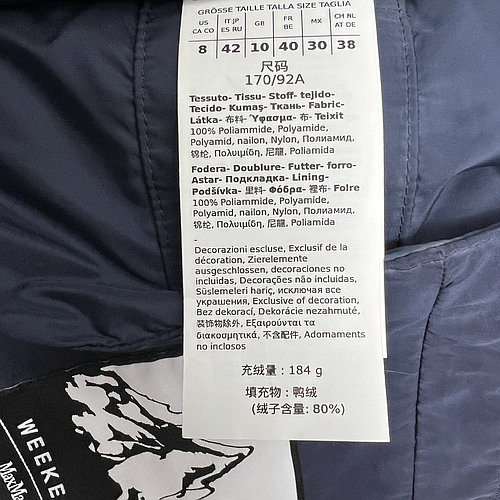 GRÖSSE TAILLE TALLA SIZE TAGLIA
US CA CO IT JP ES RU GB FR BE MX CH NL AT DE
8 42 10 40 30 38
尺码
170/92A
Tessuto- Tissu- Stoff- tejido-
Tecido- Kumaş- Ткань- Fabric-
Látka- 布料- Ύφασμα- 布- Teixit
100% Poliammide, Polyamide,
Polyamid, nailon, Nylon, Полиамид,
锦纶, Πολυμιδη, 尼龍, Poliamida
Fodera- Doublure- Futter- forro-
Astar- Подкладка- Lining-
Podšívka- 里料- Φόδρα- 裡布- Folre
100% Poliammide, Polyamide,
Polyamid, nailon, Nylon, Полиамид,
锦纶, Πολυμιδη, 尼龍, Poliamida
-
Decorazioni escluse, Exclusif de la
décoration, Zierelemente
ausgeschlossen, decoraciones no
incluidas, Decorações não incluidas,
Süslemeleri hariç, исключая все
украшения, Exclusive of decoration,
Bez dekorací, Dekorácie nezahmuté,
装饰物除外, Εξαιρούνται τα
διακοσμητικά, 不含配件, Adornaments
no inclosos
充绒量：184 g
填充物：鸭绒
(绒子含量: 80%)
WEEKE
MaxMa